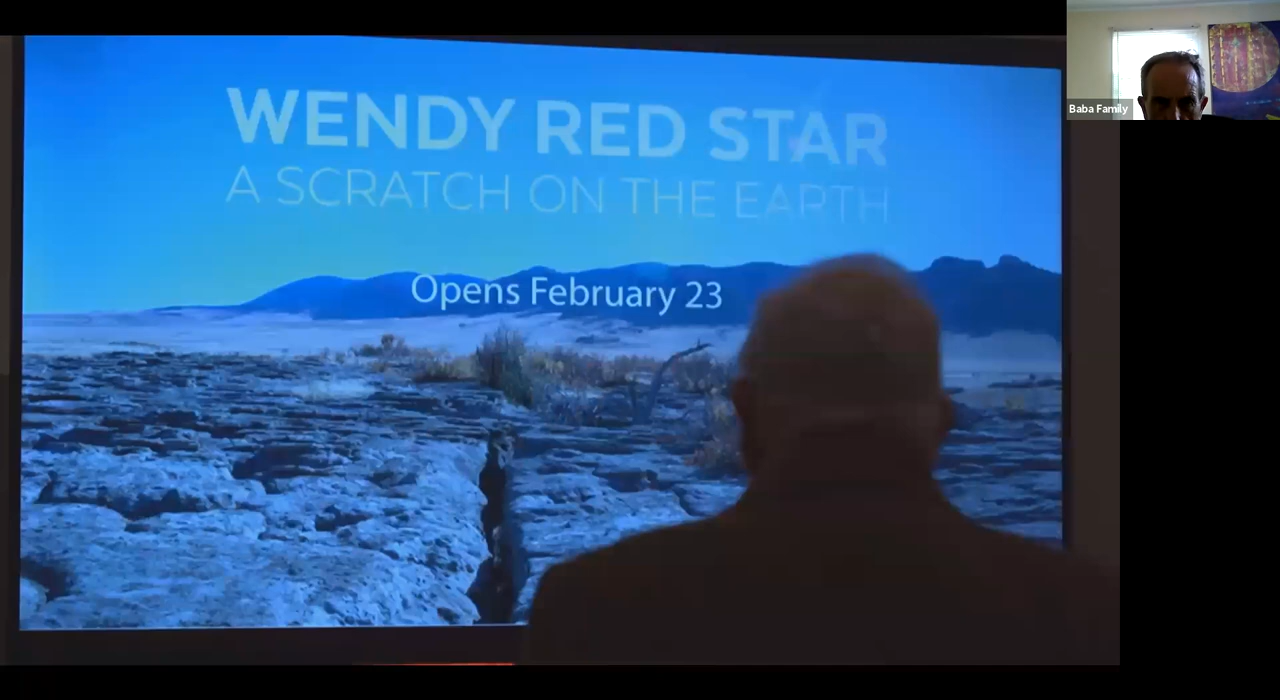 WENDY RED STAR
A SCRATCH ON THE EARTH
Opens February 23
Baba Family